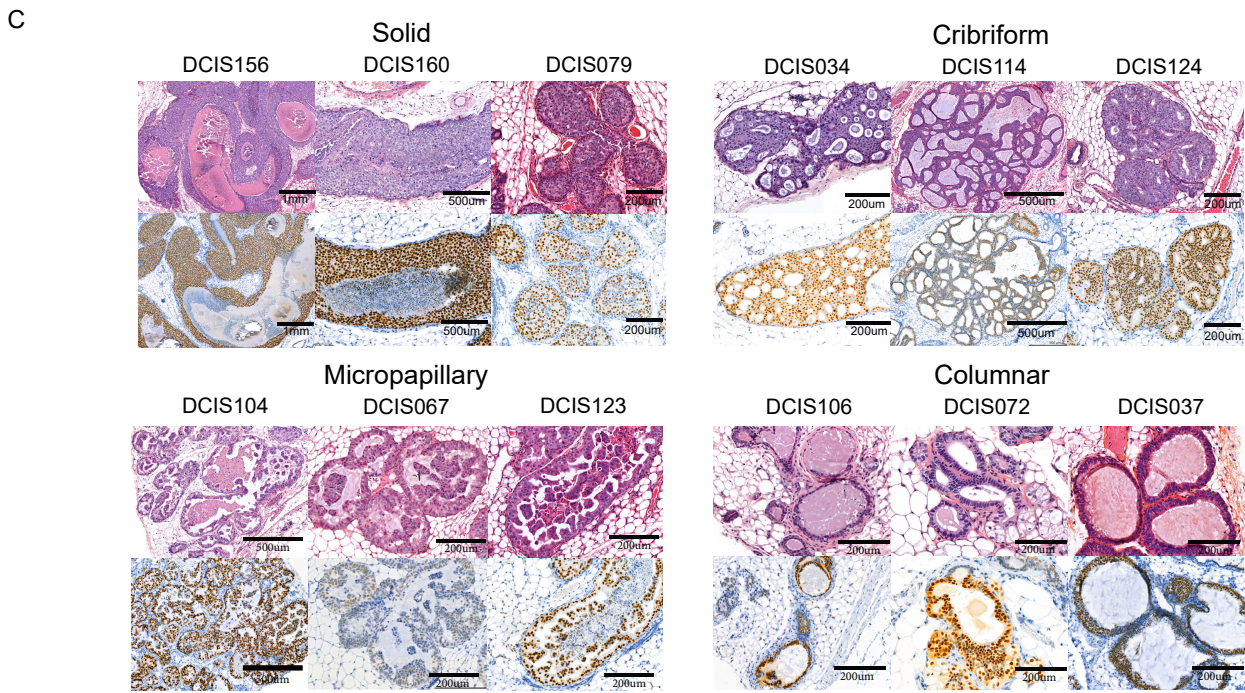 C
Solid
DCIS156 DCIS160 DCIS079
1mm 500um 200um
1mm 500um 200um
Cribriform
DCIS034 DCIS114 DCIS124
200um 500um 200um
200um 500um 200um
Micropapillary
DCIS104 DCIS067 DCIS123
500um 200um 200um
500um 200um 200um
Columnar
DCIS106 DCIS072 DCIS037
200um 200um 200um
200um 200um 200um